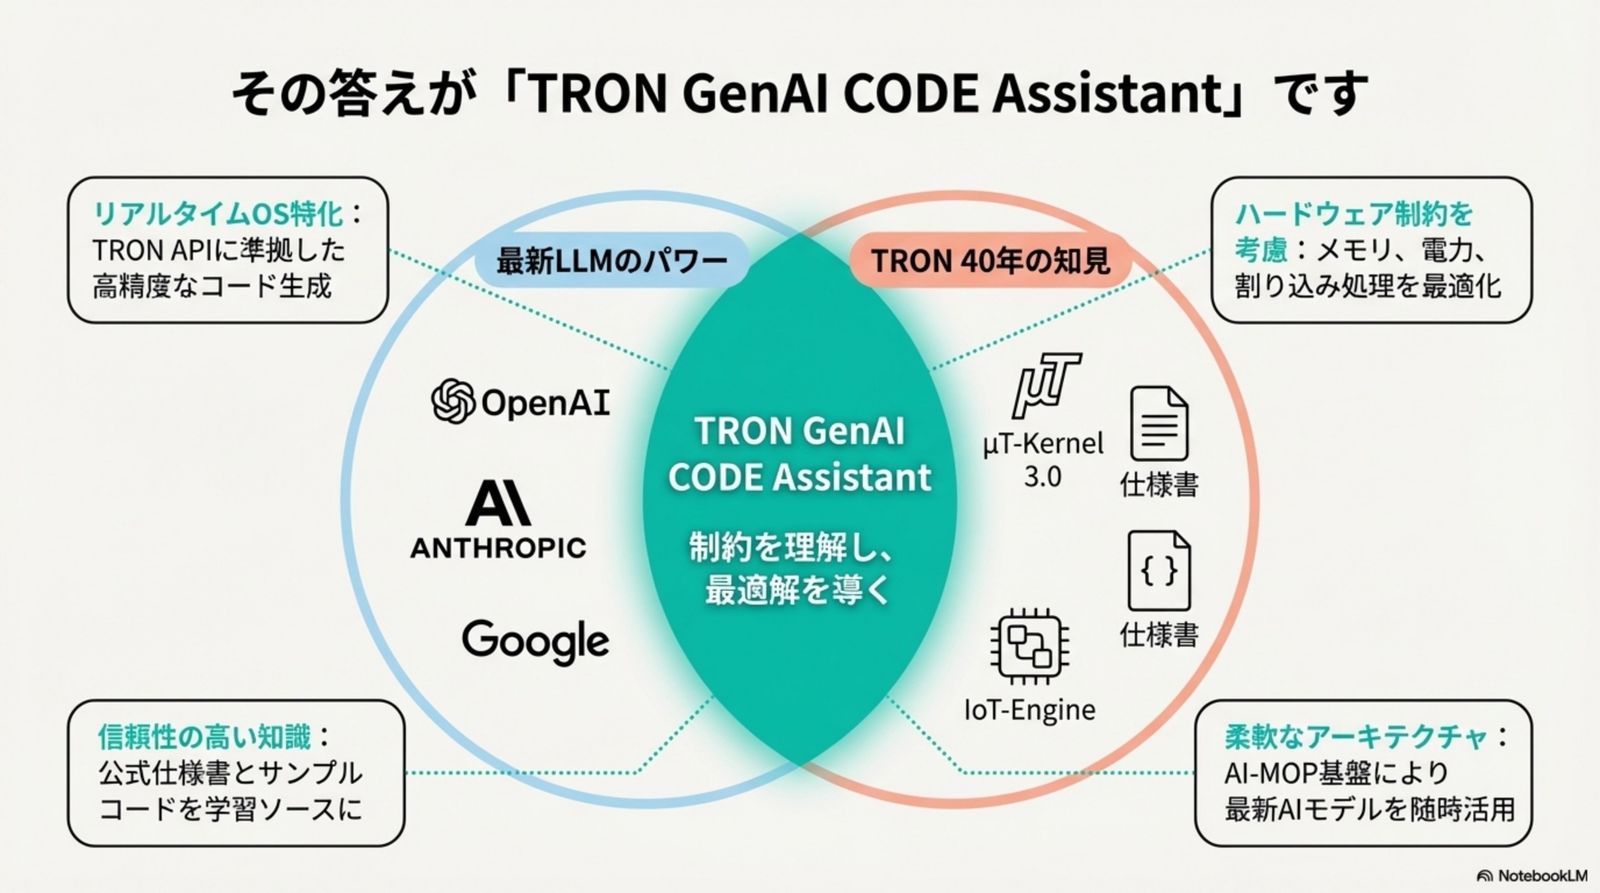 その答えが「TRON GenAI CODE Assistant」です
リアルタイムOS特化：
TRON APIに準拠した
高精度なコード生成
最新LLMのパワー
TRON 40年の知見
ハードウェア制約を
考慮：メモリ、電力、
割り込み処理を最適化
OpenAI
ANTHROPIC
Google
TRON GenAI
CODE Assistant
制約を理解し、
最適解を導く
μT
μT-Kernel
3.0
仕様書
{ }
仕様書
IoT-Engine
信頼性の高い知識：
公式仕様書とサンプル
コードを学習ソースに
柔軟なアーキテクチャ：
AI-MOP基盤により
最新AIモデルを随時活用
NotebookLM